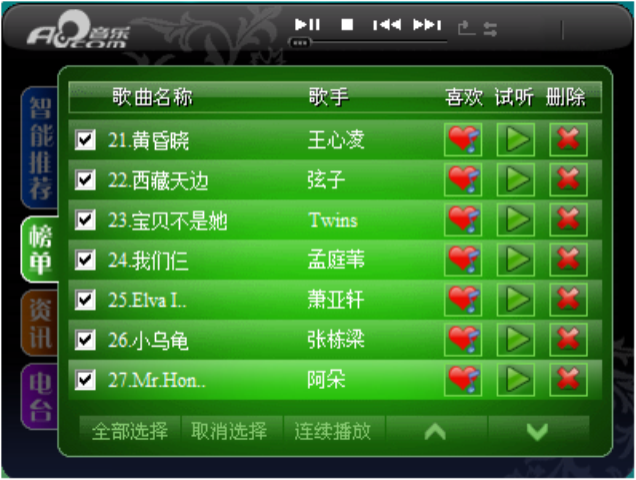 音乐
歌曲名称 歌手 喜欢 试听 删除
智能推荐
榜单
资讯
电台
21.黄昏晓 王心凌
22.西藏天边 弦子
23.宝贝不是她 Twins
24.我们仨 孟庭苇
25.Elva I.. 萧亚轩
26.小乌龟 张栋梁
27.Mr.Hon.. 阿朵
全部选择 取消选择 连续播放